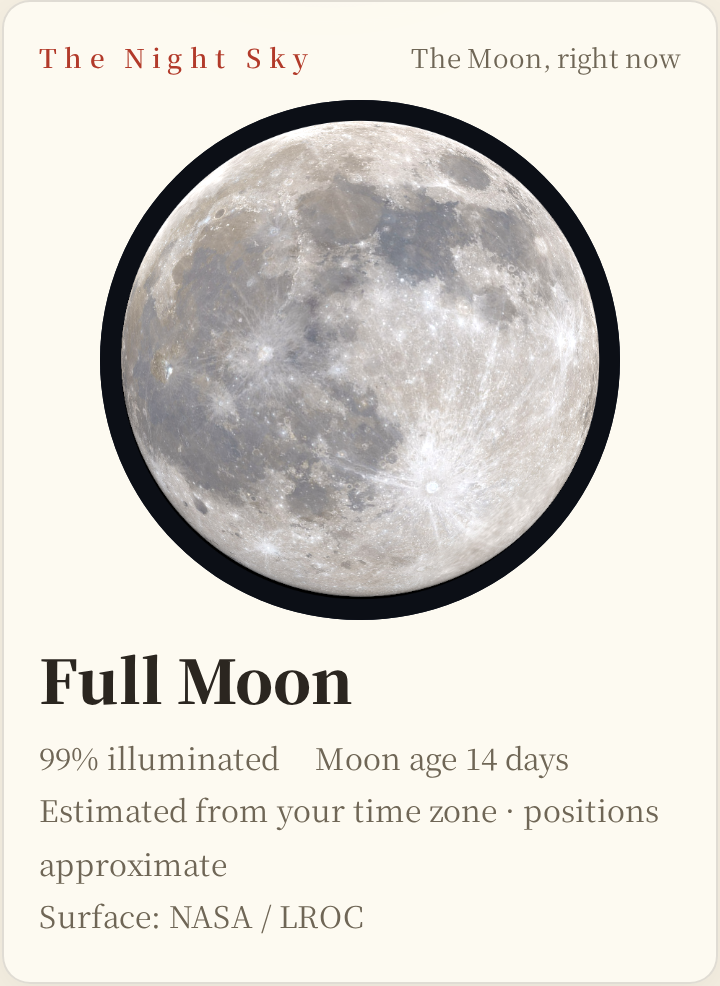 The Night Sky
The Moon, right now
Full Moon
99% illuminated Moon age 14 days
Estimated from your time zone · positions
approximate
Surface: NASA / LROC